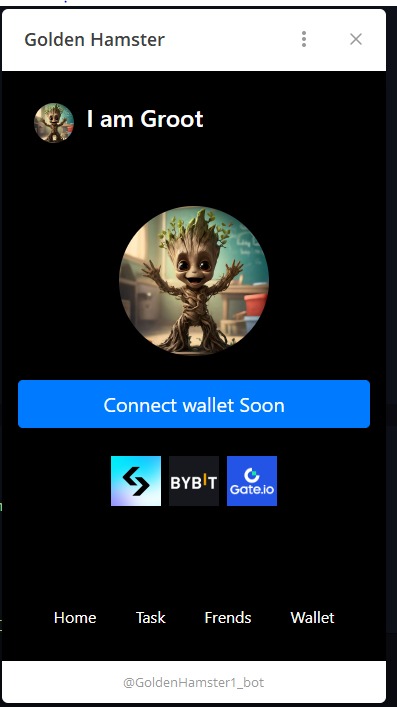 Golden Hamster
I am Groot
Connect wallet Soon
BYBIT
Gate.io
Home Task Frends Wallet
@GoldenHamster1_bot